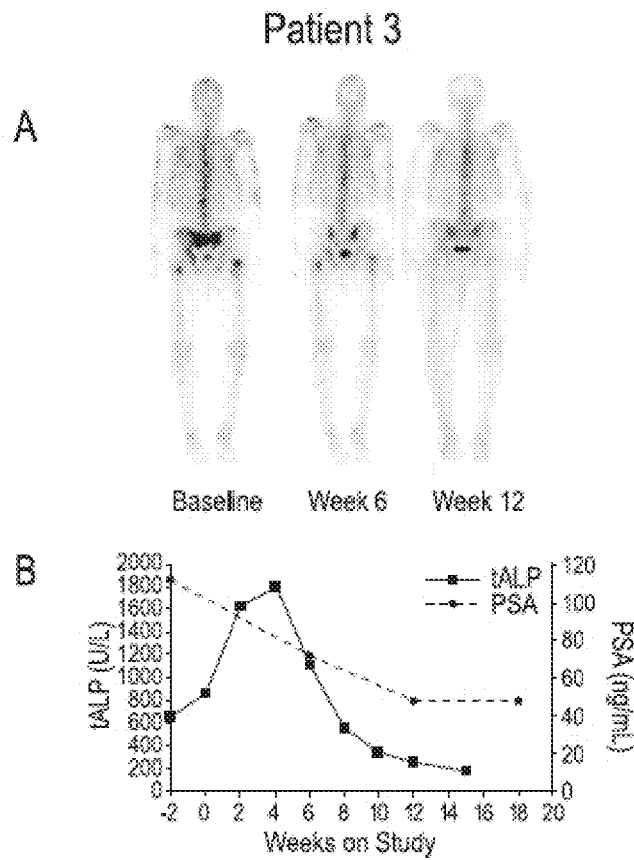 Patient 3
A
Baseline Week 6 Week 12
B
tALP (U/L)
2000
1800
1600
1400
1200
1000
800
600
400
200
0
tALP
PSA
120
100
80
60
40
20
0
PSA (ng/mL)
-2 0 2 4 6 8 10 12 14 16 18 20
Weeks on Study